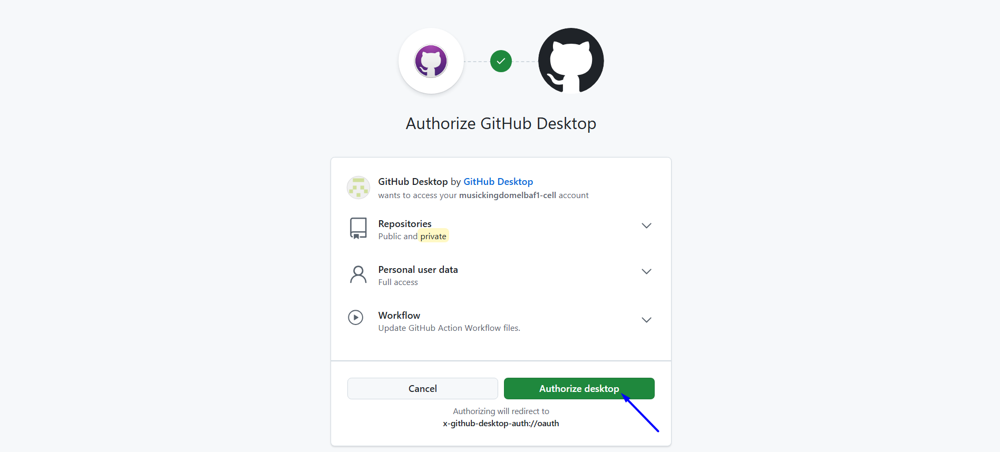 Authorize GitHub Desktop
GitHub Desktop by GitHub Desktop
wants to access your musickingdomelbaf1-cell account
Repositories
Public and private
Personal user data
Full access
Workflow
Update GitHub Action Workflow files.
Cancel
Authorize desktop
Authorizing will redirect to
x-github-desktop-auth://oauth